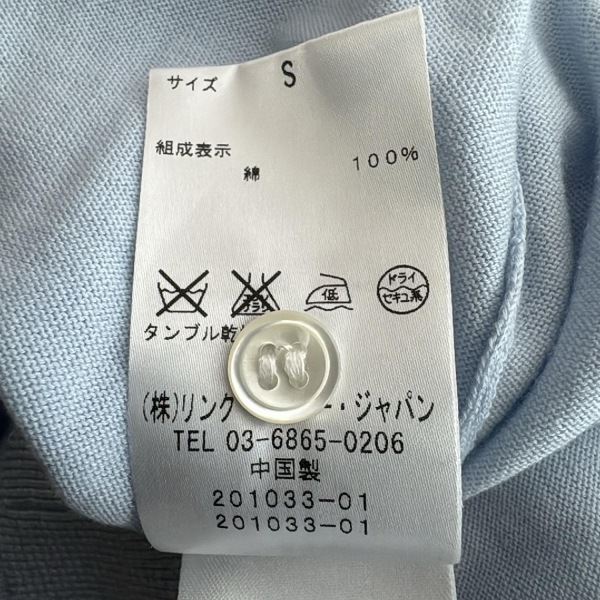 サイズ S
組成表示
綿 100%
低 ドライ
セキユ系
タンブル乾
(株)リンク ー・ジャパン
TEL 03-6865-0206
中国製
201033-01
201033-01